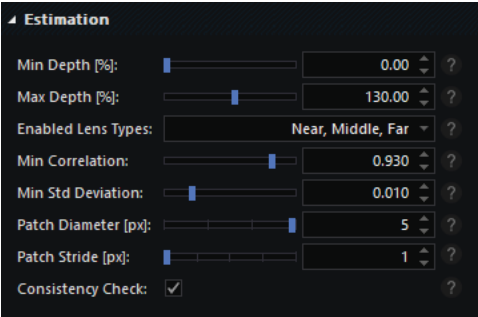 Estimation
Min Depth [%]: 0.00 ?
Max Depth [%]: 130.00 ?
Enabled Lens Types: Near, Middle, Far ?
Min Correlation: 0.930 ?
Min Std Deviation: 0.010 ?
Patch Diameter [px]: 5 ?
Patch Stride [px]: 1 ?
Consistency Check: ?